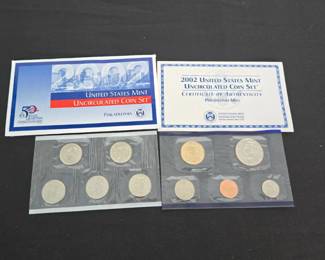 50
UNITED STATES MINT
UNCIRCULATED COIN SET
PHILADELPHIA
2002 UNITED STATES MINT
UNCIRCULATED COIN SET
CERTIFICATE OF AUTHENTICITY
PHILADELPHIA MINT